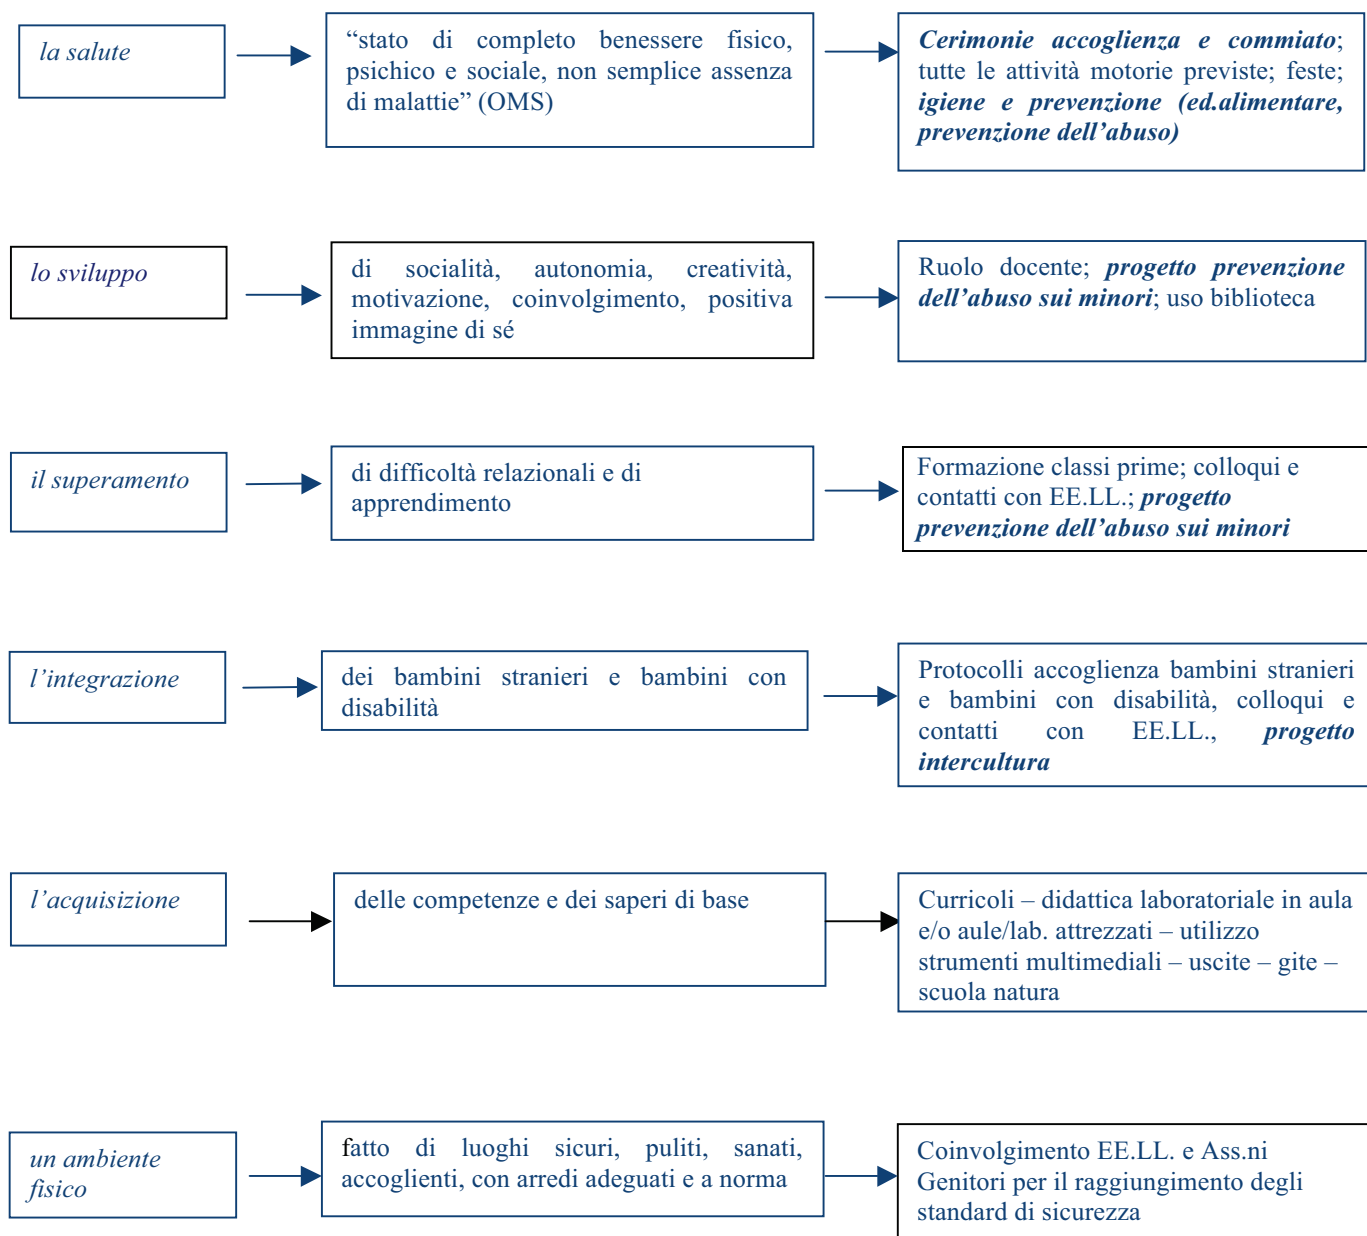 la salute
“stato di completo benessere fisico,
psichico e sociale, non semplice assenza
di malattie” (OMS)
Cerimonie accoglienza e commiato;
tutte le attività motorie previste; feste;
igiene e prevenzione (ed.alimentare,
prevenzione dell’abuso)
lo sviluppo
di socialità, autonomia, creatività,
motivazione, coinvolgimento, positiva
immagine di sé
Ruolo docente; progetto prevenzione
dell’abuso sui minori; uso biblioteca
il superamento
di difficoltà relazionali e di
apprendimento
Formazione classi prime; colloqui e
contatti con EE.LL.; progetto
prevenzione dell’abuso sui minori
l’integrazione
dei bambini stranieri e bambini con
disabilità
Protocolli accoglienza bambini stranieri
e bambini con disabilità, colloqui e
contatti con EE.LL., progetto
intercultura
l’acquisizione
delle competenze e dei saperi di base
Curricoli – didattica laboratoriale in aula
e/o aule/lab. attrezzati – utilizzo
strumenti multimediali – uscite – gite –
scuola natura
un ambiente
fisico
fatto di luoghi sicuri, puliti, sanati,
accoglienti, con arredi adeguati e a norma
Coinvolgimento EE.LL. e Ass.ni
Genitori per il raggiungimento degli
standard di sicurezza